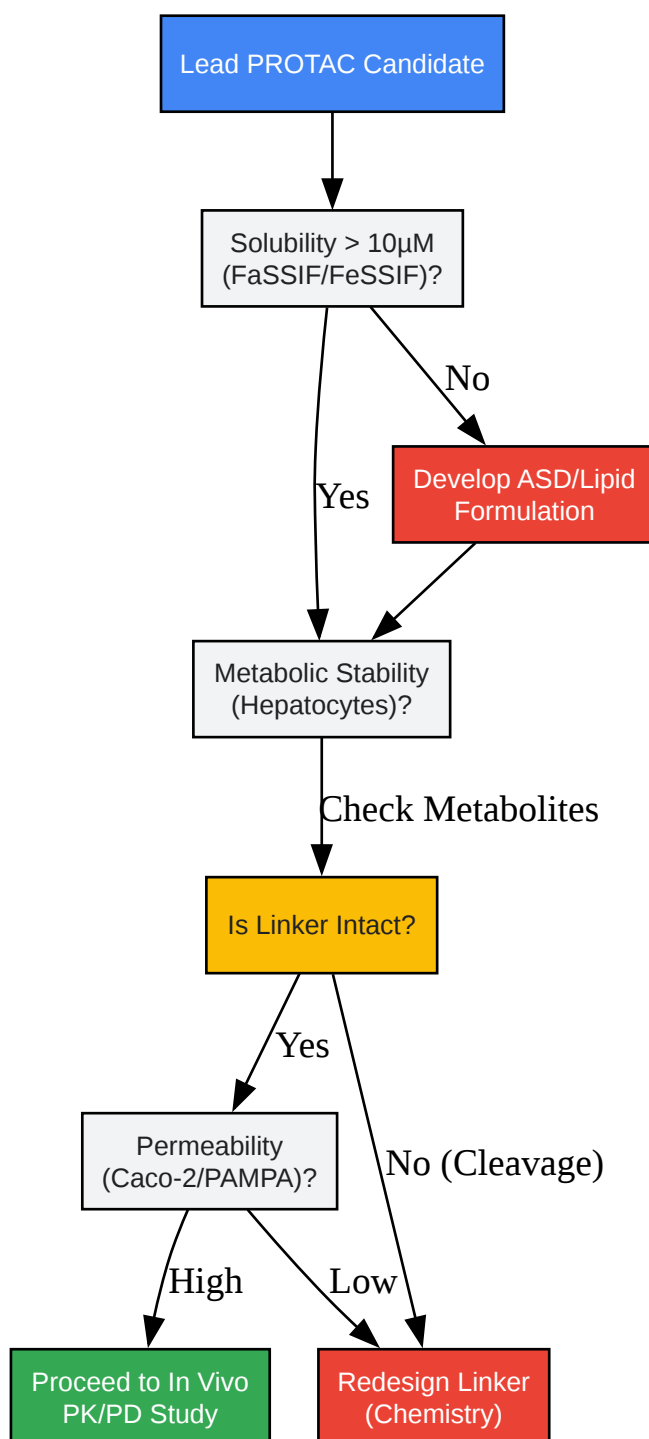 Lead PROTAC Candidate
Solubility > 10µM
(FaSSIF/FeSSIF)?
No
Yes
Develop ASD/Lipid
Formulation
Metabolic Stability
(Hepatocytes)?
Check Metabolites
Is Linker Intact?
Yes
Permeability
(Caco-2/PAMPA)?
No (Cleavage)
High
Low
Proceed to In Vivo
PK/PD Study
Redesign Linker
(Chemistry)